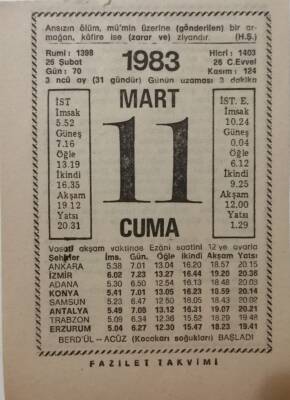 Ansızın ölüm, mü'min üzerine (gönderilen) bir ar-
mağan, kâfire ise (zarar ve) ziyandır. (H.Ş.)
Rumi : 1398
26 Şubat
Gün : 70
1983
Hicri : 1403
26 C.Evvel
Kasım : 124
3 ncü ay (31 gündür) Günün uzaması 3 dakika
MART
11
CUMA
İST
İmsak
5.52
Güneş
7.16
Öğle
13.19
İkindi
16.35
Akşam
19.12
Yatsı
20.31
İST. E.
İmsak
10.24
Güneş
0.04
Öğle
6.12
İkindi
9.25
Akşam
12.00
Yatsı
1.29
Vasati akşam vaktinde Ezâni saatini 12'ye ayarla
Şehirler İms. Gün. Öğle İkindi Akşam Yatsı
ANKARA 5.38 7.01 13.04 16.20 18.57 20.15
İZMİR 6.02 7.23 13.27 16.44 19.20 20.36
ADANA 5.30 6.50 12.54 16.13 18.48 20.03
KONYA 5.41 7.01 13.05 16.23 18.59 20.14
SAMSUN 5.23 6.47 12.50 16.05 18.43 20.02
ANTALYA 5.49 7.08 13.12 16.31 19.07 20.21
TRABZON 5.09 6.34 12.36 15.52 18.29 19.48
ERZURUM 5.04 6.27 12.30 15.47 18.23 19.41
BERD'ÜL – ACÛZ (Kocakarı soğukları) BAŞLADI
FAZİLET TAKVİMİ